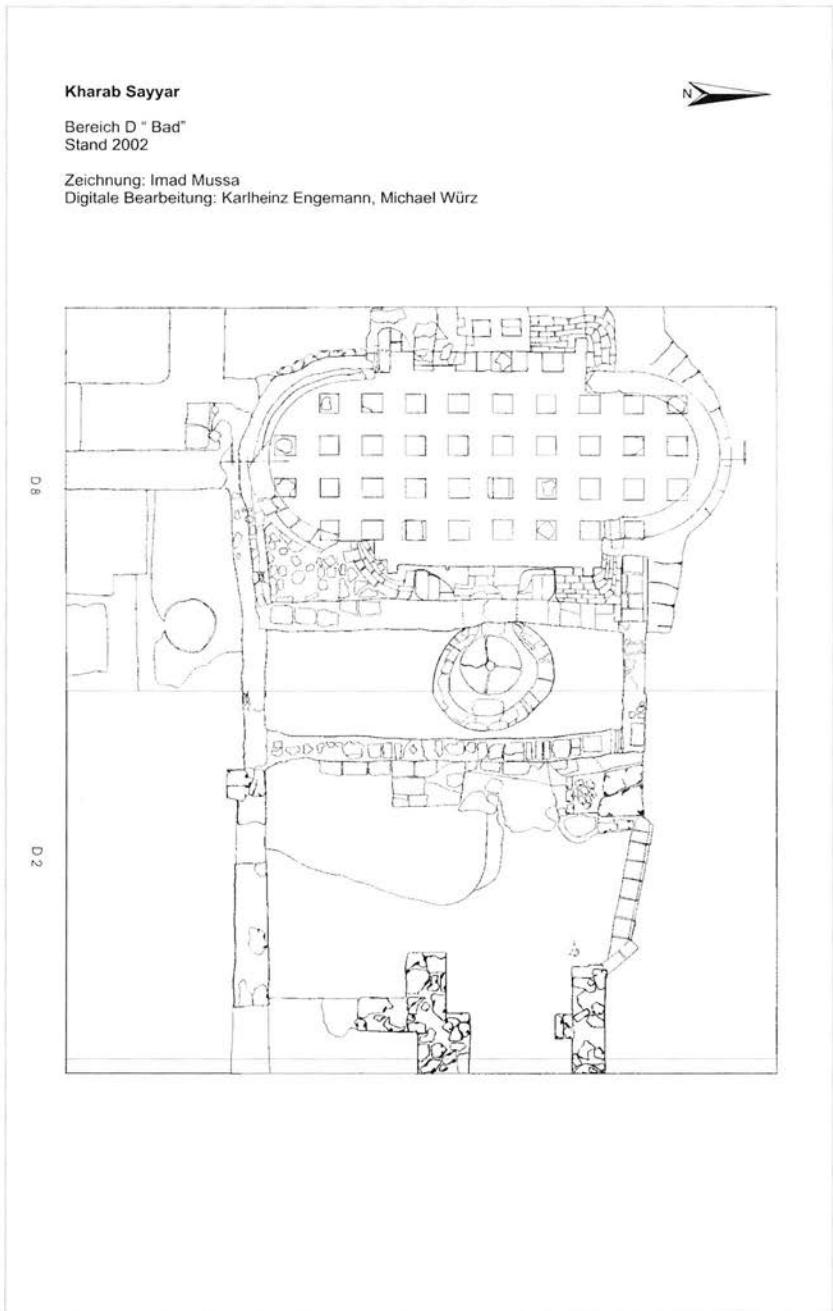 Kharab Sayyar
N
Bereich D " Bad"
Stand 2002
Zeichnung: Imad Mussa
Digitale Bearbeitung: Karlheinz Engemann, Michael Würz
D 8
D 2